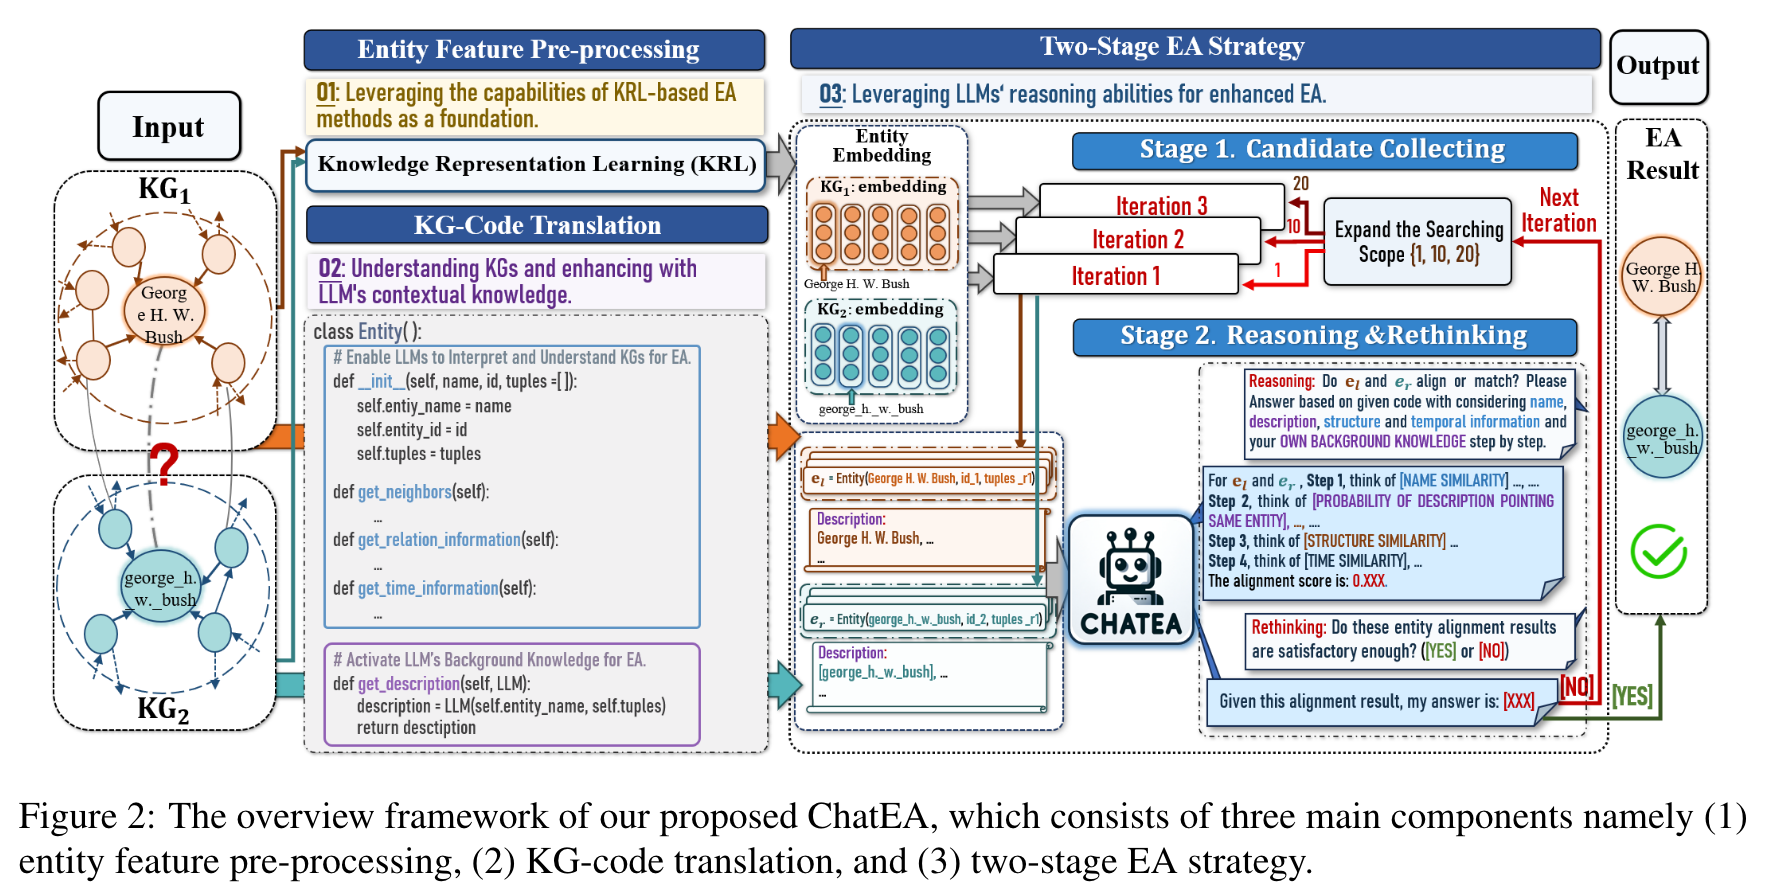 Input
KG1
Georg
e H. W.
Bush
?
george_h.
_w._bush
KG2
Entity Feature Pre-processing
01: Leveraging the capabilities of KRL-based EA
methods as a foundation.
Knowledge Representation Learning (KRL)
KG-Code Translation
02: Understanding KGs and enhancing with
LLM's contextual knowledge.
class Entity( ):
# Enable LLMs to Interpret and Understand KGs for EA.
def __init__(self, name, id, tuples =[ ]):
self.entiy_name = name
self.entity_id = id
self.tuples = tuples
def get_neighbors(self):
...
def get_relation_information(self):
...
def get_time_information(self):
...
# Activate LLM's Background Knowledge for EA.
def get_description(self, LLM):
description = LLM(self.entity_name, self.tuples)
return desctiption
Two-Stage EA Strategy
03: Leveraging LLMs' reasoning abilities for enhanced EA.
Entity
Embedding
KG1: embedding
George H. W. Bush
KG2: embedding
george_h._w._bush
Stage 1. Candidate Collecting
Iteration 3
Iteration 2
Iteration 1
20
10
1
Expand the Searching
Scope {1, 10, 20}
Next
Iteration
Stage 2. Reasoning &Rethinking
el = Entity(George H. W. Bush, id_1, tuples_r1)
Description:
George H. W. Bush, ...
...
er = Entity(george_h._w._bush, id_2, tuples_r1)
Description:
[george_h._w._bush], ...
...
CHATEA
Reasoning: Do el and er align or match? Please
Answer based on given code with considering name,
description, structure and temporal information and
your OWN BACKGROUND KNOWLEDGE step by step.
For el and er , Step 1, think of [NAME SIMILARITY] ..., ....
Step 2, think of [PROBABILITY OF DESCRIPTION POINTING
SAME ENTITY], ..., ....
Step 3, think of [STRUCTURE SIMILARITY] ...
Step 4, think of [TIME SIMILARITY], ...
The alignment score is: 0.XXX.
Rethinking: Do these entity alignment results
are satisfactory enough? ([YES] or [NO])
Given this alignment result, my answer is: [XXX]
[NO]
[YES]
Output
EA
Result
George H.
W. Bush
george_h.
_w._bush
Figure 2: The overview framework of our proposed ChatEA, which consists of three main components namely (1)
entity feature pre-processing, (2) KG-code translation, and (3) two-stage EA strategy.